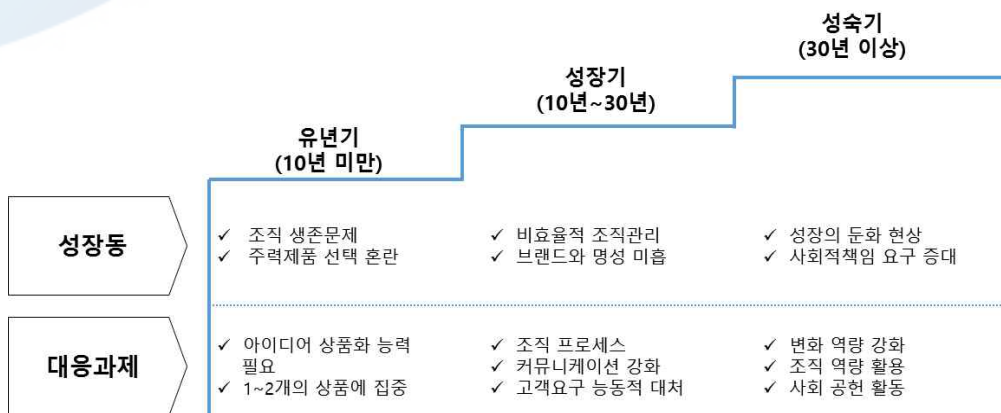 성숙기
(30년 이상)
성장기
(10년~30년)
유년기
(10년 미만)
성장동
✓ 조직 생존문제
✓ 주력제품 선택 혼란
✓ 비효율적 조직관리
✓ 브랜드와 명성 미흡
✓ 성장의 둔화 현상
✓ 사회적책임 요구 증대
대응과제
✓ 아이디어 상품화 능력
필요
✓ 1~2개의 상품에 집중
✓ 조직 프로세스
✓ 커뮤니케이션 강화
✓ 고객요구 능동적 대처
✓ 변화 역량 강화
✓ 조직 역량 활용
✓ 사회 공헌 활동